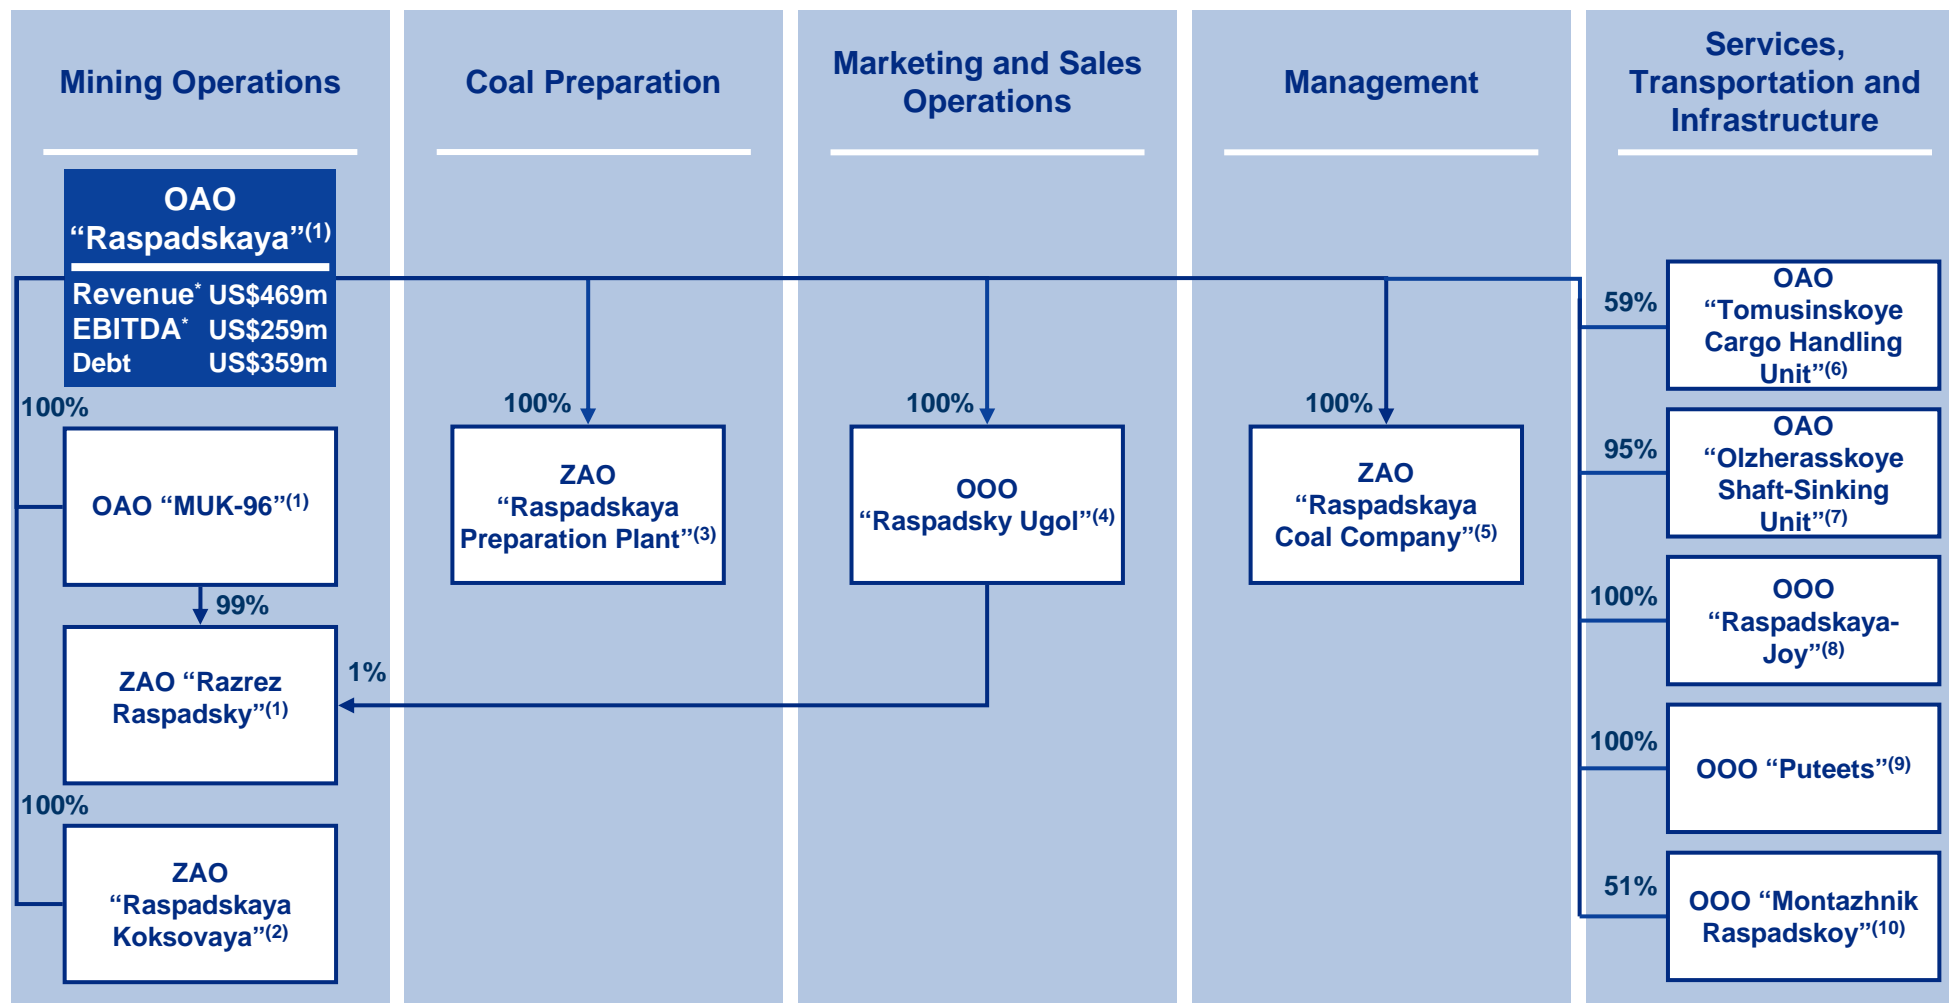 Mining Operations
Coal Preparation
Marketing and Sales
Operations
Management
Services,
Transportation and
Infrastructure
OAO
“Raspadskaya”(1)
Revenue* US$469m
EBITDA* US$259m
Debt US$359m
100%
OAO “MUK-96”(1)
99%
ZAO “Razrez
Raspadsky”(1)
1%
100%
ZAO
“Raspadskaya
Koksovaya”(2)
100%
ZAO
“Raspadskaya
Preparation Plant”(3)
100%
OOO
“Raspadsky Ugol”(4)
100%
ZAO
“Raspadskaya
Coal Company”(5)
59%
OAO
“Tomusinskoye
Cargo Handling
Unit”(6)
95%
OAO
“Olzherasskoye
Shaft-Sinking
Unit”(7)
100%
OOO
“Raspadskaya-
Joy”(8)
100%
OOO “Puteets”(9)
51%
OOO “Montazhnik
Raspadskoy”(10)